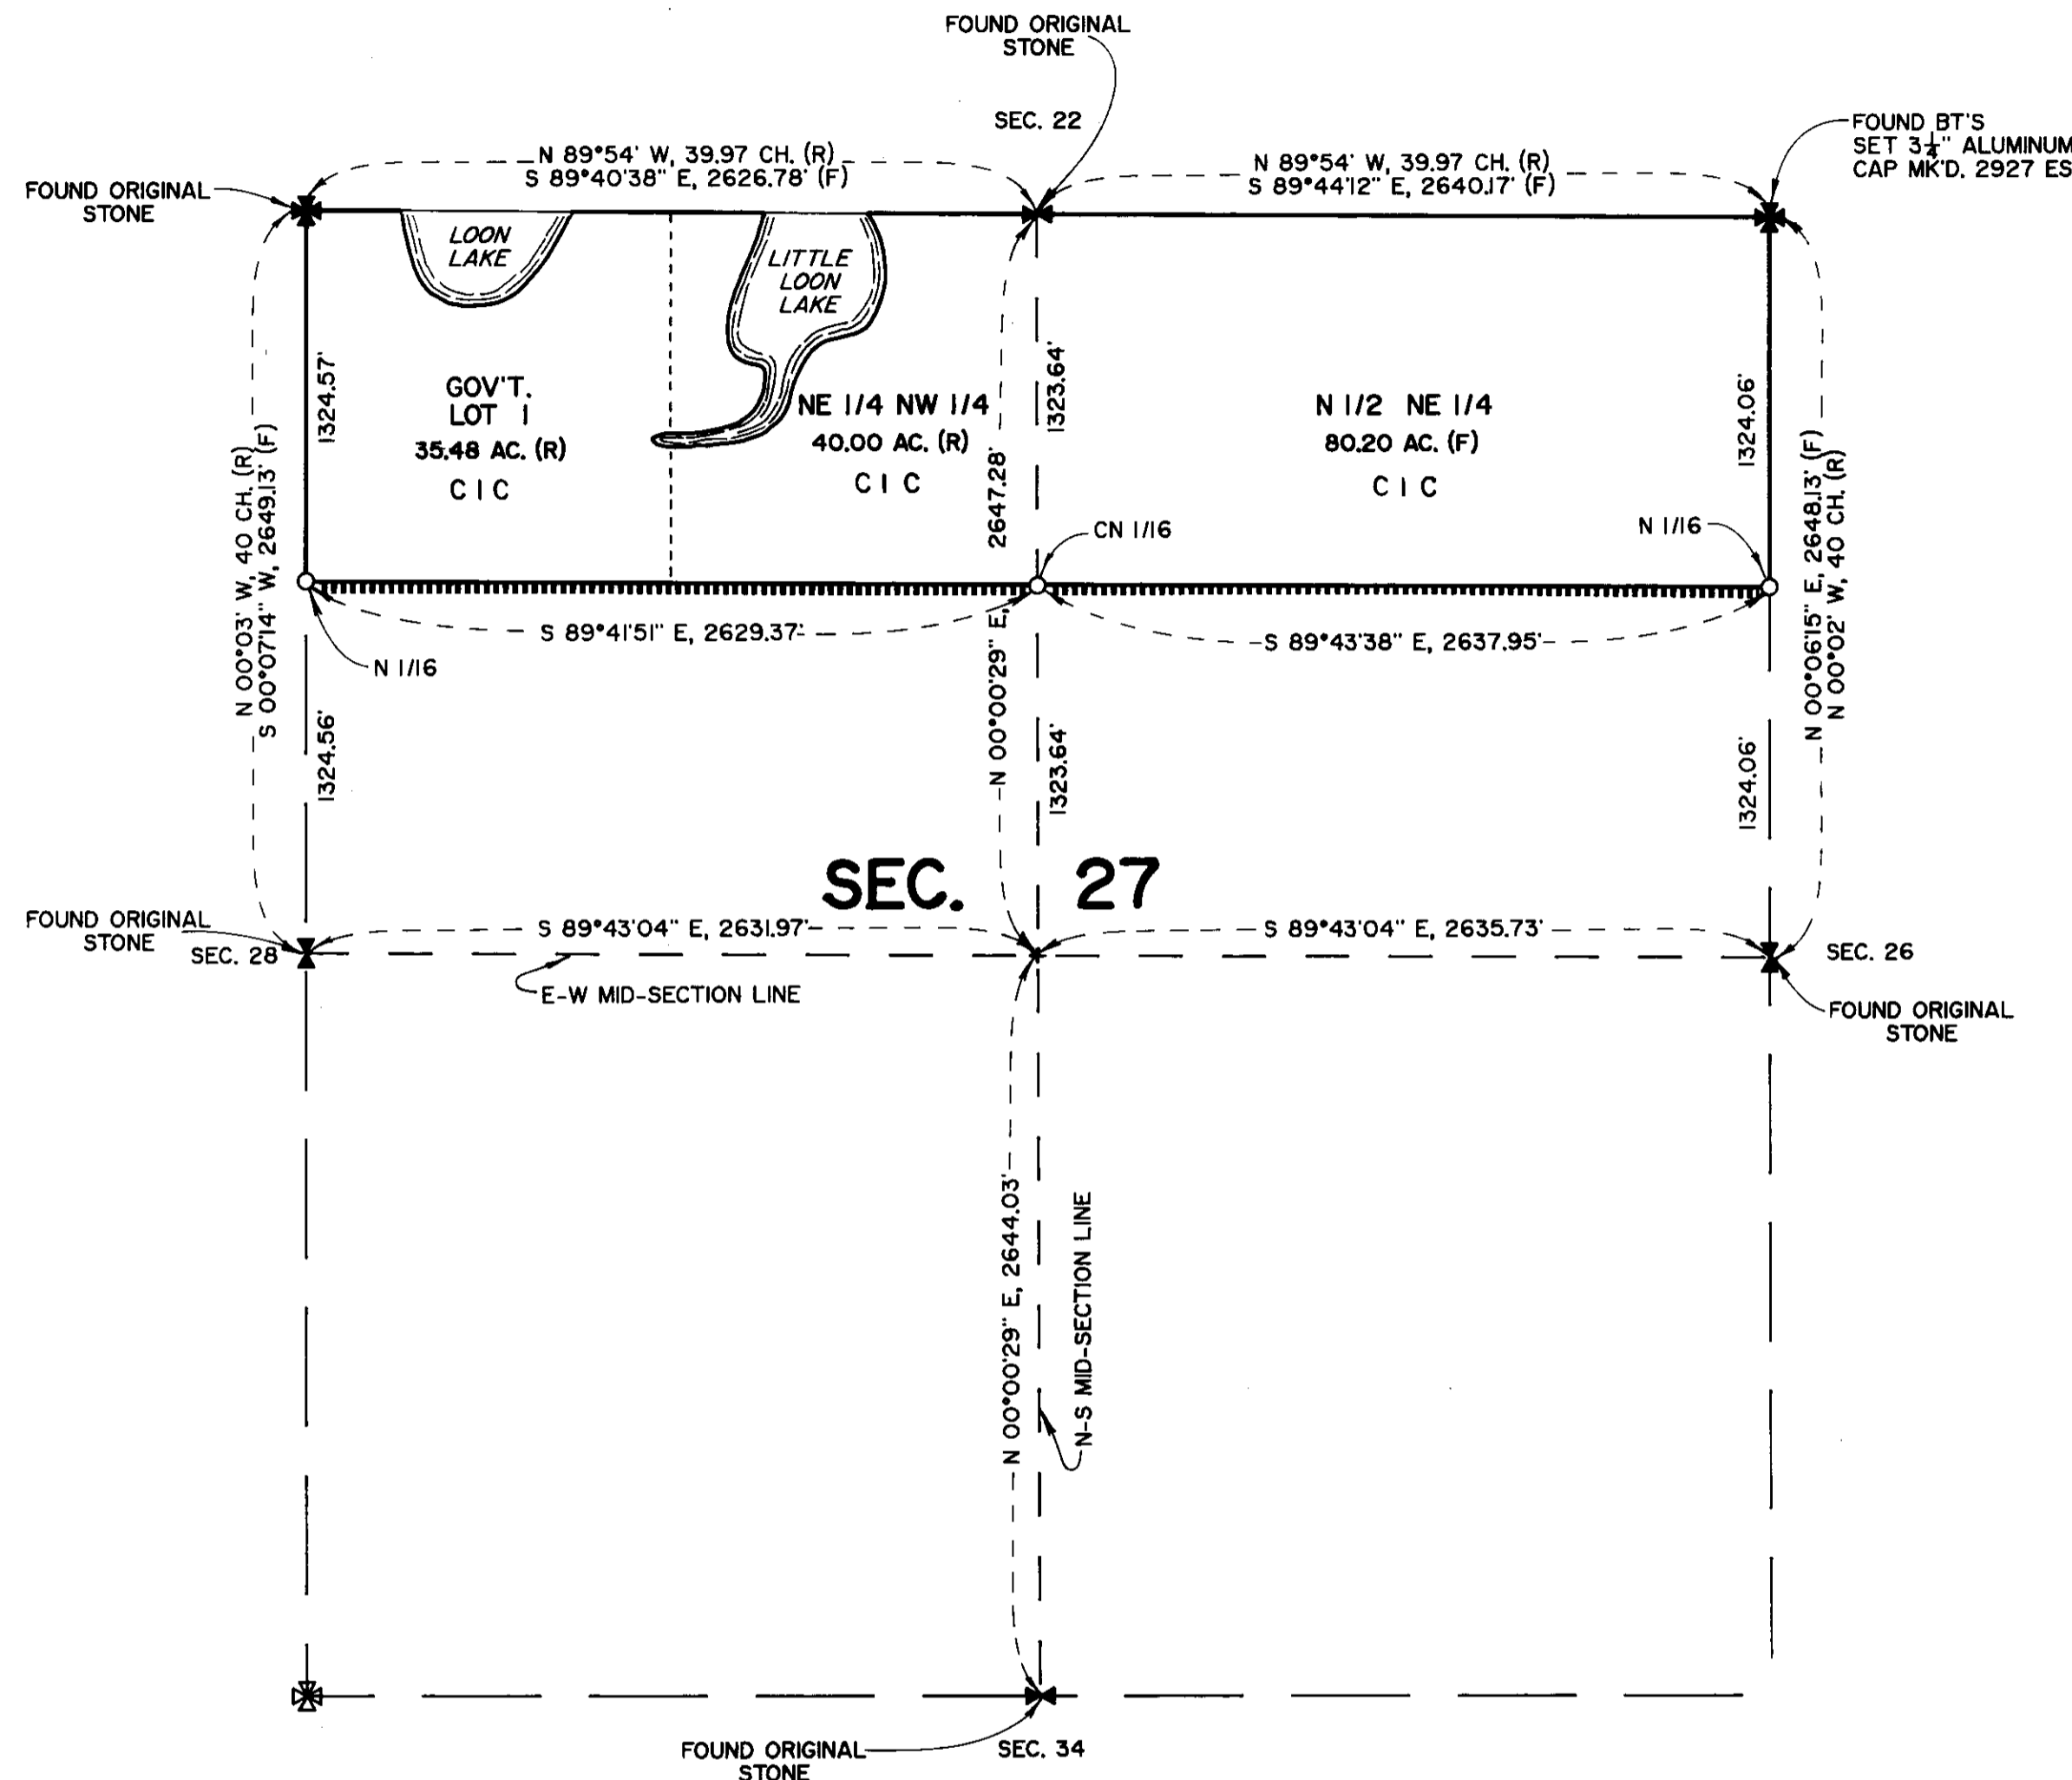 FOUND ORIGINAL
STONE
SEC. 22
FOUND BT'S
SET 3 1/4" ALUMINUM
CAP MK'D. 2927 ES
N 89°54' W, 39.97 CH. (R)
S 89°40'38" E, 2626.78' (F)
N 89°54' W, 39.97 CH. (R)
S 89°44'12" E, 2640.17' (F)
FOUND ORIGINAL
STONE
LOON
LAKE
LITTLE
LOON
LAKE
1324.57'
GOV'T.
LOT 1
35.48 AC. (R)
C I C
NE 1/4 NW 1/4
40.00 AC. (R)
C I C
2647.28'
1323.64'
N 1/2 NE 1/4
80.20 AC. (F)
C I C
1324.06'
N 00°03' W, 40 CH. (R)
S 00°07'14" W, 2649.13' (F)
N 00°06'15" E, 2648.13' (F)
N 00°02' W, 40 CH. (R)
CN 1/16
N 1/16
S 89°41'51" E, 2629.37'
S 89°43'38" E, 2637.95'
N 1/16
N 00°00'29" E,
1324.56'
1323.64'
1324.06'
SEC. 27
FOUND ORIGINAL
STONE
SEC. 28
S 89°43'04" E, 2631.97'
S 89°43'04" E, 2635.73'
SEC. 26
E-W MID-SECTION LINE
FOUND ORIGINAL
STONE
N 00°00'29" E, 2644.03'
N-S MID-SECTION LINE
FOUND ORIGINAL
STONE
SEC. 34